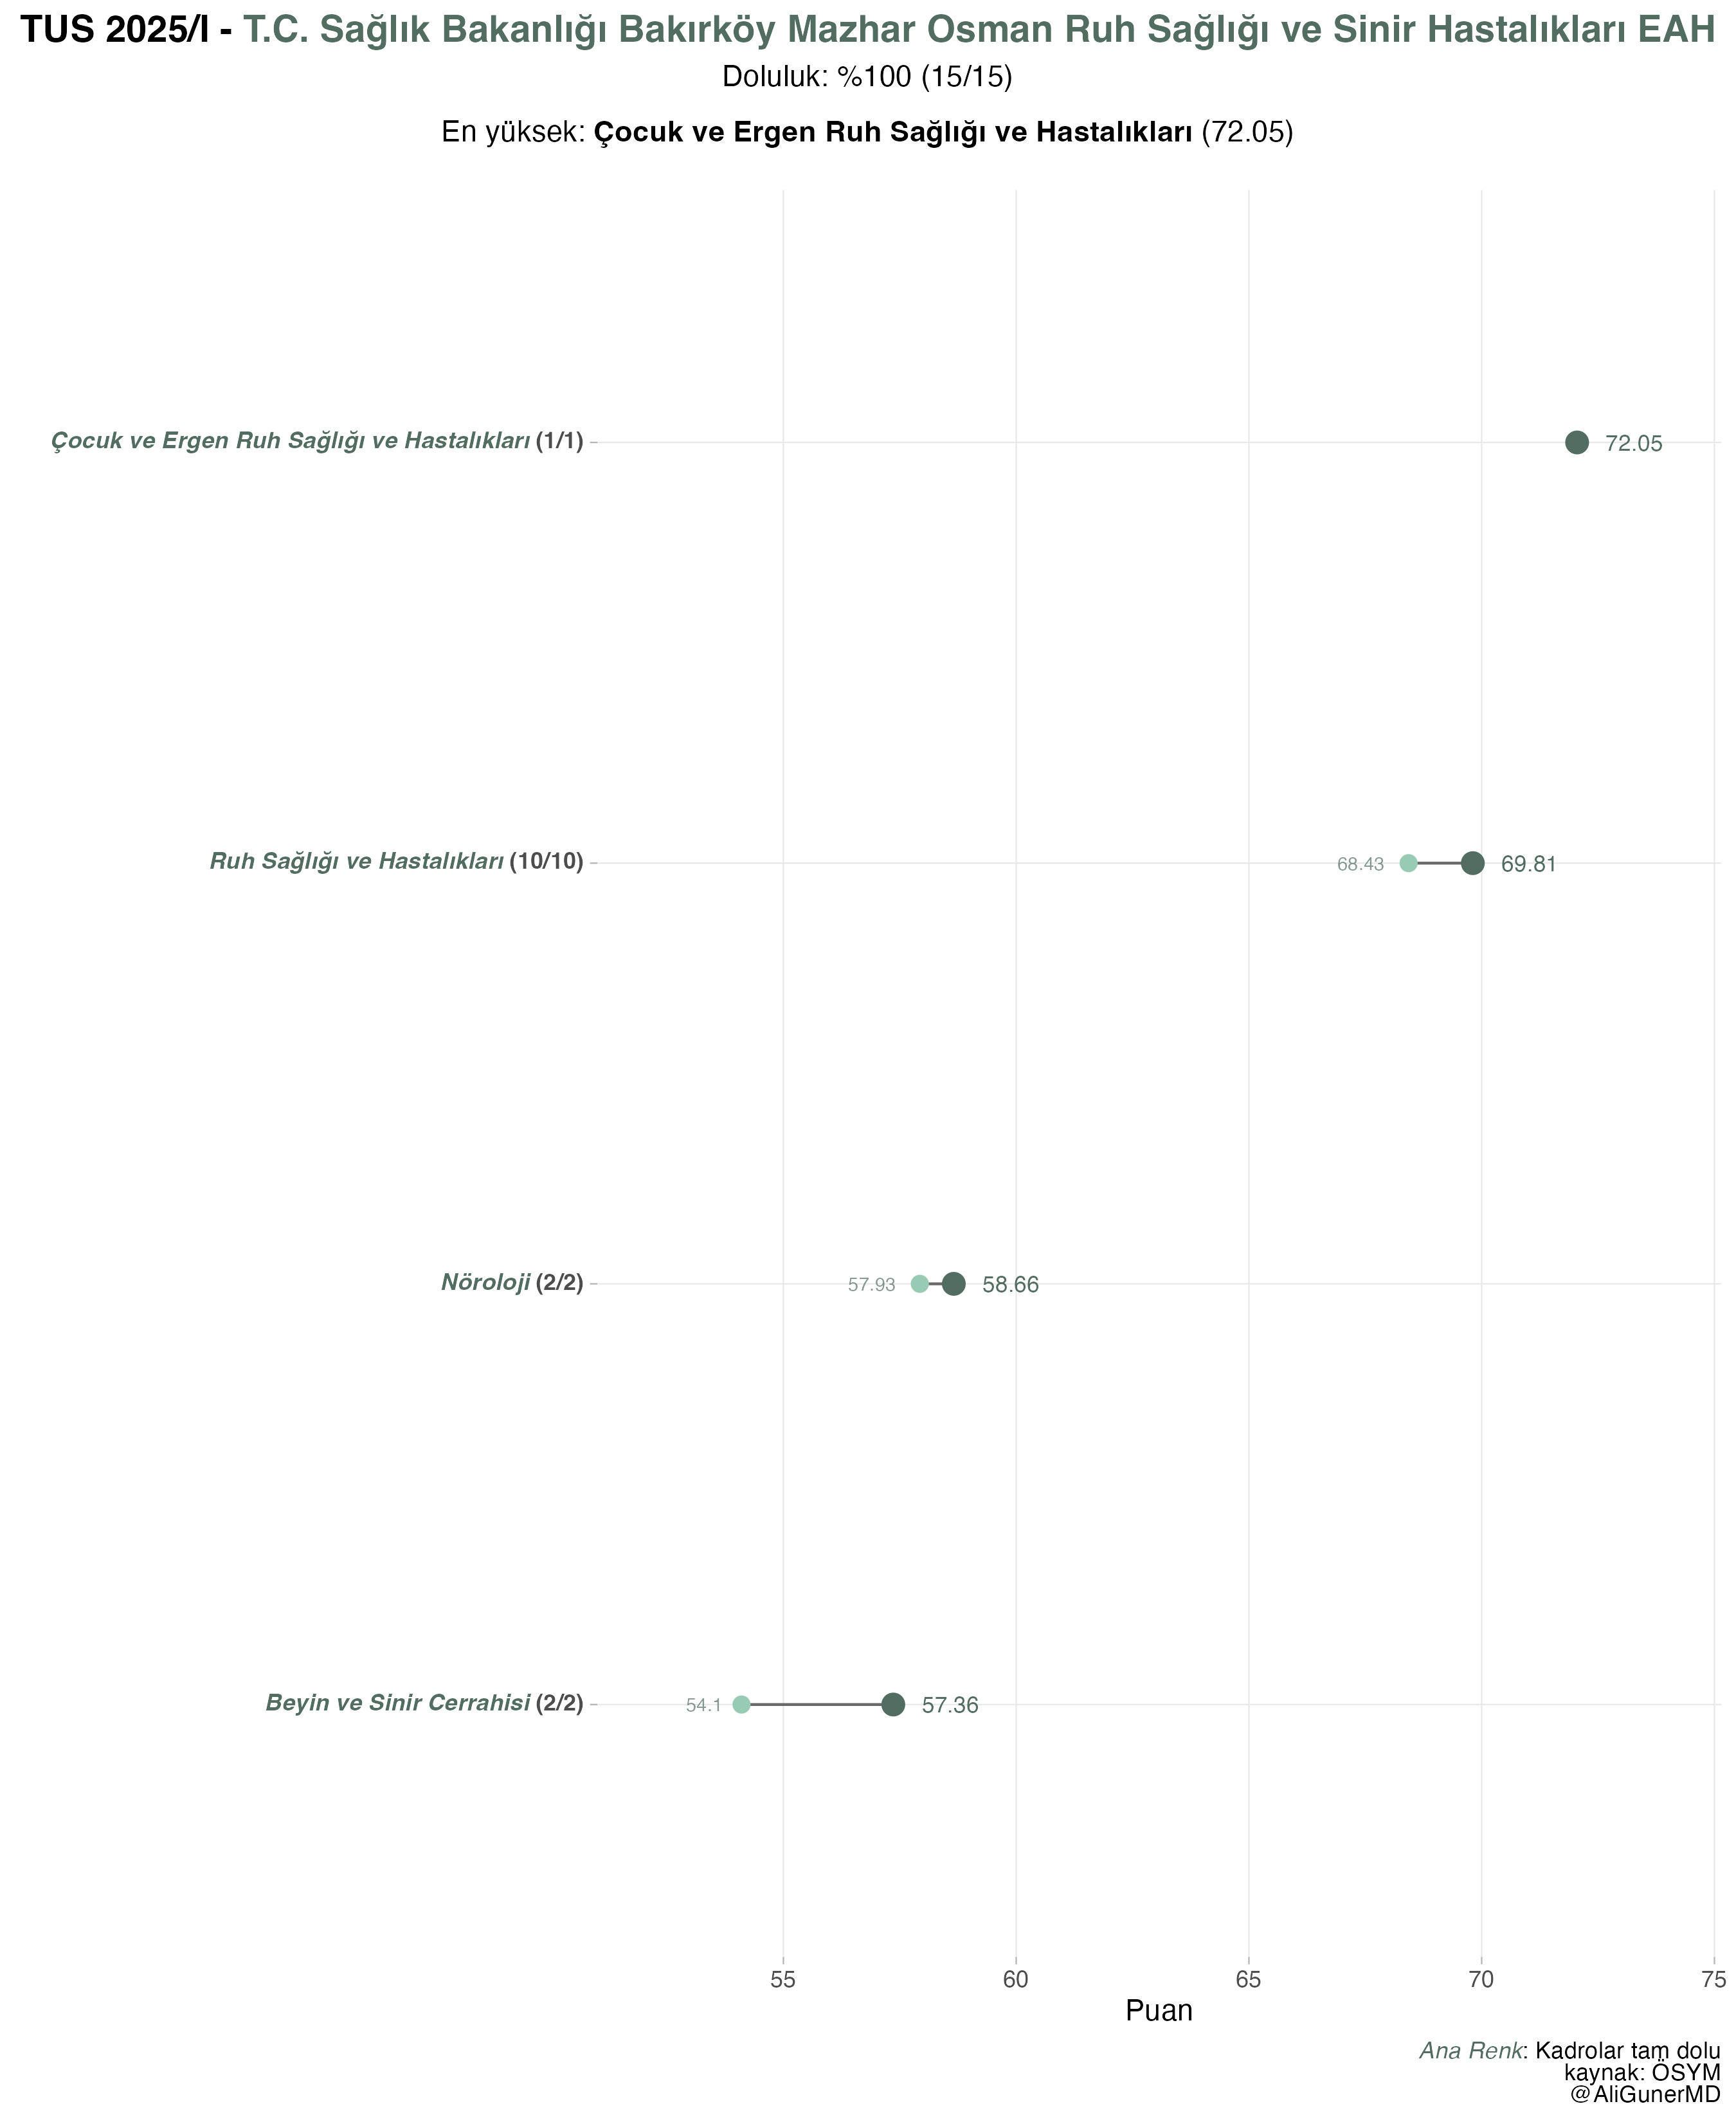 TUS 2025/I - T.C. Sağlık Bakanlığı Bakırköy Mazhar Osman Ruh Sağlığı ve Sinir Hastalıkları EAH
Doluluk: %100 (15/15)
En yüksek: Çocuk ve Ergen Ruh Sağlığı ve Hastalıkları (72.05)
Çocuk ve Ergen Ruh Sağlığı ve Hastalıkları (1/1) 72.05
Ruh Sağlığı ve Hastalıkları (10/10) 68.43 69.81
Nöroloji (2/2) 57.93 58.66
Beyin ve Sinir Cerrahisi (2/2) 54.1 57.36
55 60 65 70 75
Puan
Ana Renk: Kadrolar tam dolu
kaynak: ÖSYM
@AliGunerMD